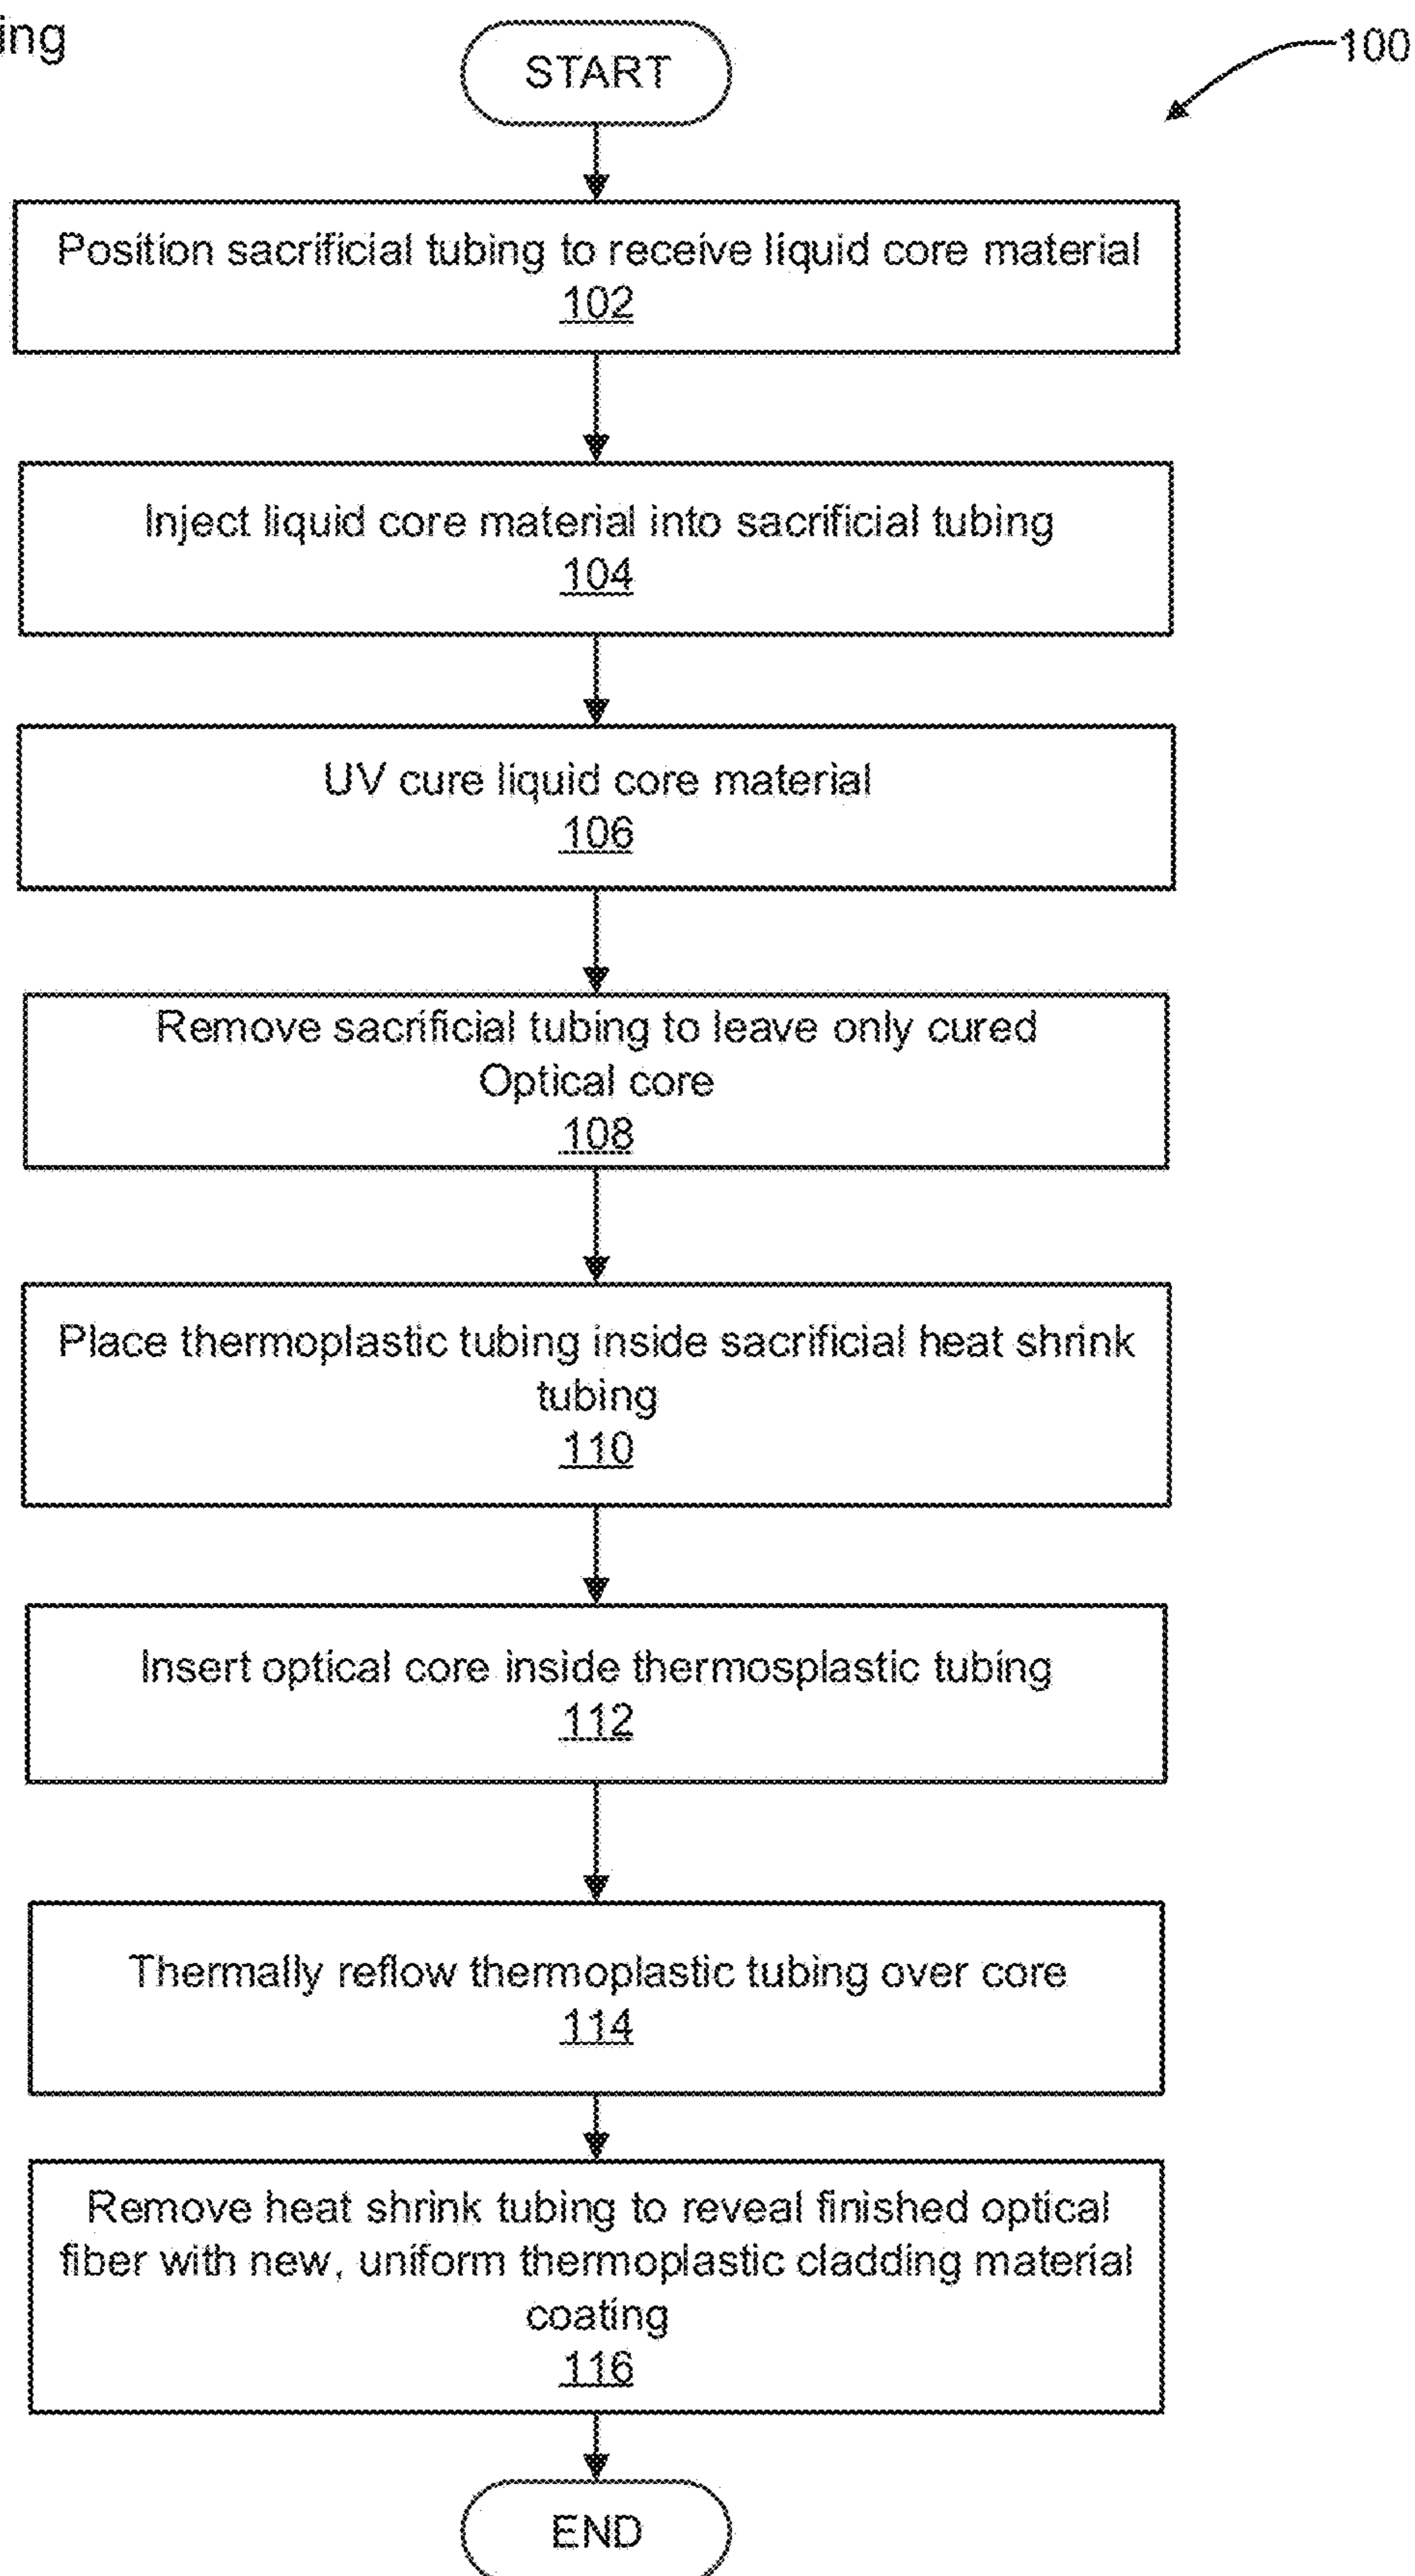 ing
START
100
Position sacrificial tubing to receive liquid core material
102
Inject liquid core material into sacrificial tubing
104
UV cure liquid core material
106
Remove sacrificial tubing to leave only cured
Optical core
108
Place thermoplastic tubing inside sacrificial heat shrink
tubing
110
Insert optical core inside thermosplastic tubing
112
Thermally reflow thermoplastic tubing over core
114
Remove heat shrink tubing to reveal finished optical
fiber with new, uniform thermoplastic cladding material
coating
116
END